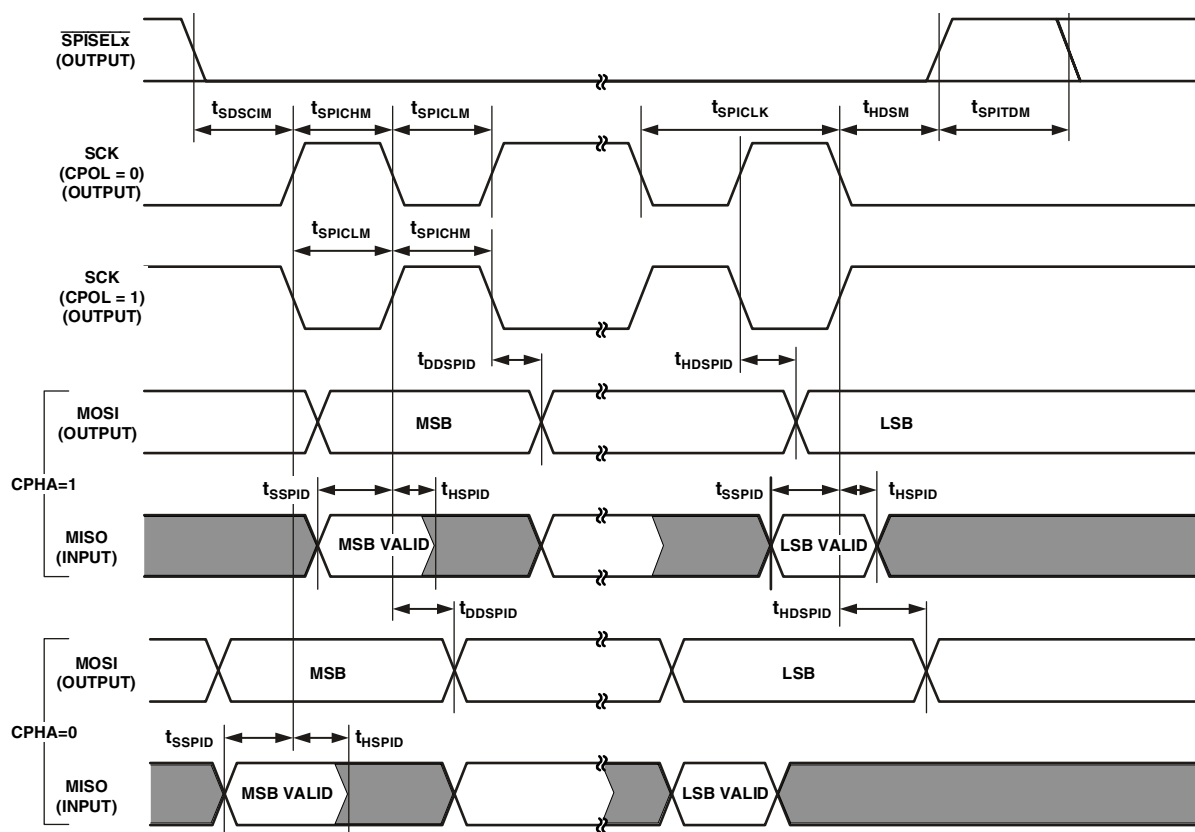 SPISELx
(OUTPUT)
tSDSCIM tSPICHM tSPICLM tSPICLK tHDSM tSPITDM
SCK
(CPOL = 0)
(OUTPUT)
tSPICLM tSPICHM
SCK
(CPOL = 1)
(OUTPUT)
tDDSPID tHDSPID
CPHA=1
MOSI
(OUTPUT)
MSB LSB
tSSPID tHSPID tSSPID tHSPID
MISO
(INPUT)
MSB VALID LSB VALID
tDDSPID tHDSPID
CPHA=0
MOSI
(OUTPUT)
MSB LSB
tSSPID tHSPID
MISO
(INPUT)
MSB VALID LSB VALID